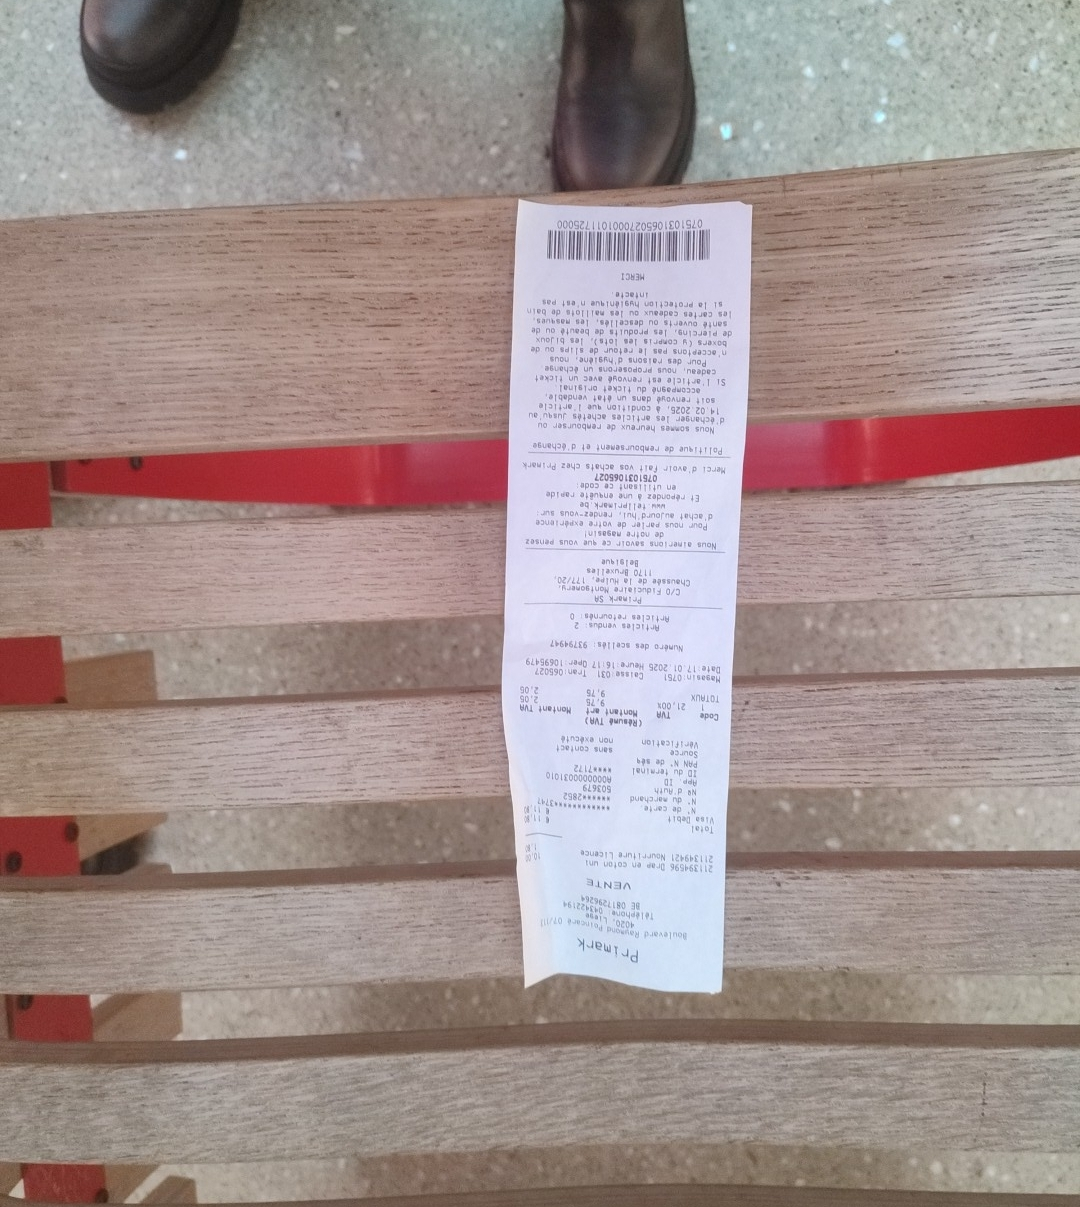 Primark
Boulevard Raymond Poincaré 07/111
4020, Liege
Téléphone: 043422194
BE 0817296264
VENTE
211394596 Drap en coton uni 10,00
211349421 Nourriture Licence 1,80
Total € 11,80
Visa Debit € 11,80
N° de carte. ************3747
N° du marchand ******2862
Nº d'Auth 503679
App. ID A0000000031010
ID du terminal ****7172
PAN N° de séq
Source sans contact
Vérification non exécuté
(Résumé TVA)
Code TVA Montant art Montant TVA
1 21,00% 9,75 2,05
TOTAUX 9,75 2,05
Magasin:0751 Caisse:031 Tran:065027
Date:17.01.2025 Heure:16:17 Oper:10695479
Numéro des scellés: 93794947
Articles vendus: 2
Articles retournés: 0
Primark SA
C/O Fiduciaire Montgomery,
Chaussée de la Hulpe, 177/20,
1170 Bruxelles
Belgique
Nous aimerions savoir ce que vous pensez
de notre magasin!
Pour nous parler de votre expérience
d'achat aujourd'hui, rendez-vous sur:
www.tellprimark.be
Et répondez à une enquête rapide
en utilisant ce code:
0751031065027
Merci d'avoir fait vos achats chez Primark
Politique de remboursement et d'échange
Nous sommes heureux de rembourser ou
d'échanger les articles achetés jusqu'au
14.02.2025, à condition que l'article
soit renvoyé dans un état vendable,
accompagné du ticket original.
Si l'article est renvoyé avec un ticket
cadeau, nous proposerons un échange
Pour des raisons d'hygiène, nous
n'acceptons pas le retour de slips ou de
boxers (y compris les lots), les bijoux
de piercing, les produits de beauté ou de
santé ouverts ou descellés, les masques,
les cartes cadeaux ou les maillots de bain
si la protection hygiénique n'est pas
intacte.
MERCI
075103106502700010111725000